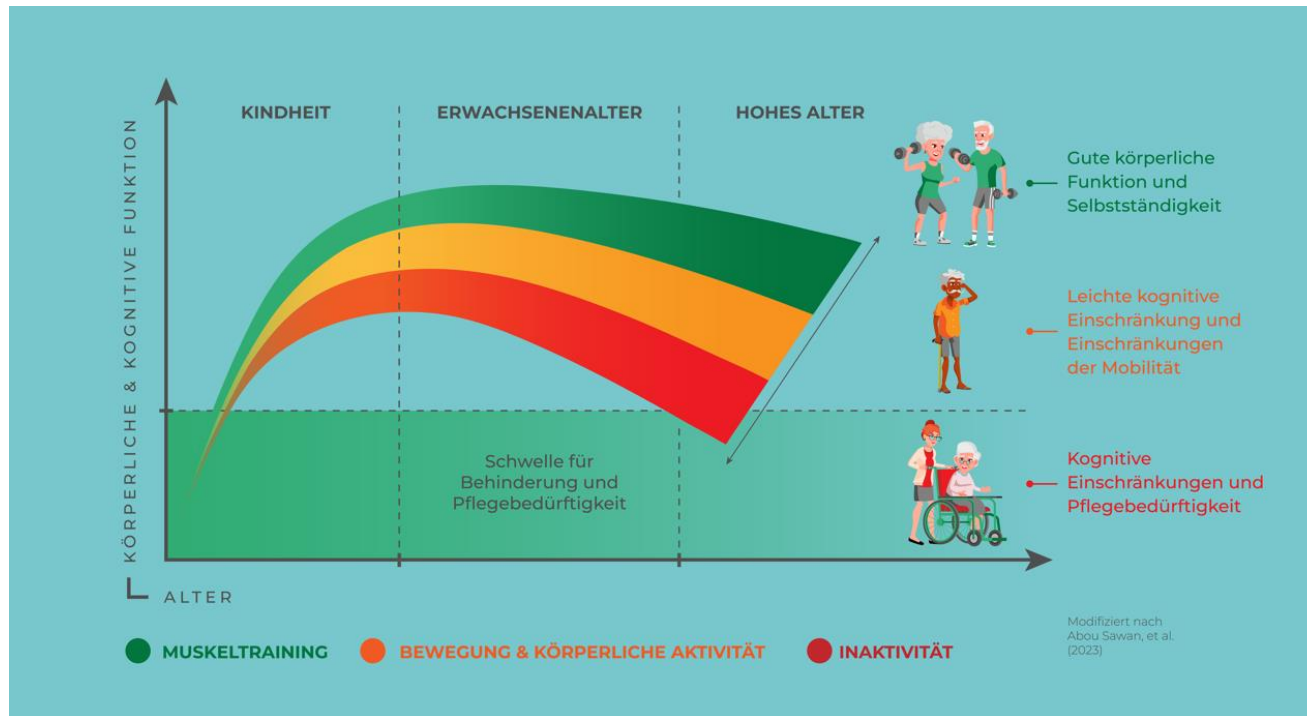 KINDHEIT
ERWACHSENENALTER
HOHES ALTER
KÖRPERLICHE & KOGNITIVE FUNKTION
Gute körperliche
Funktion und
Selbstständigkeit
Leichte kognitive
Einschränkung und
Einschränkungen
der Mobilität
Schwelle für
Behinderung und
Pflegebedürftigkeit
Kognitive
Einschränkungen und
Pflegebedürftigkeit
ALTER
MUSKELTRAINING
BEWEGUNG & KÖRPERLICHE AKTIVITÄT
INAKTIVITÄT
Modifiziert nach
Abou Sawan, et al.
(2023)